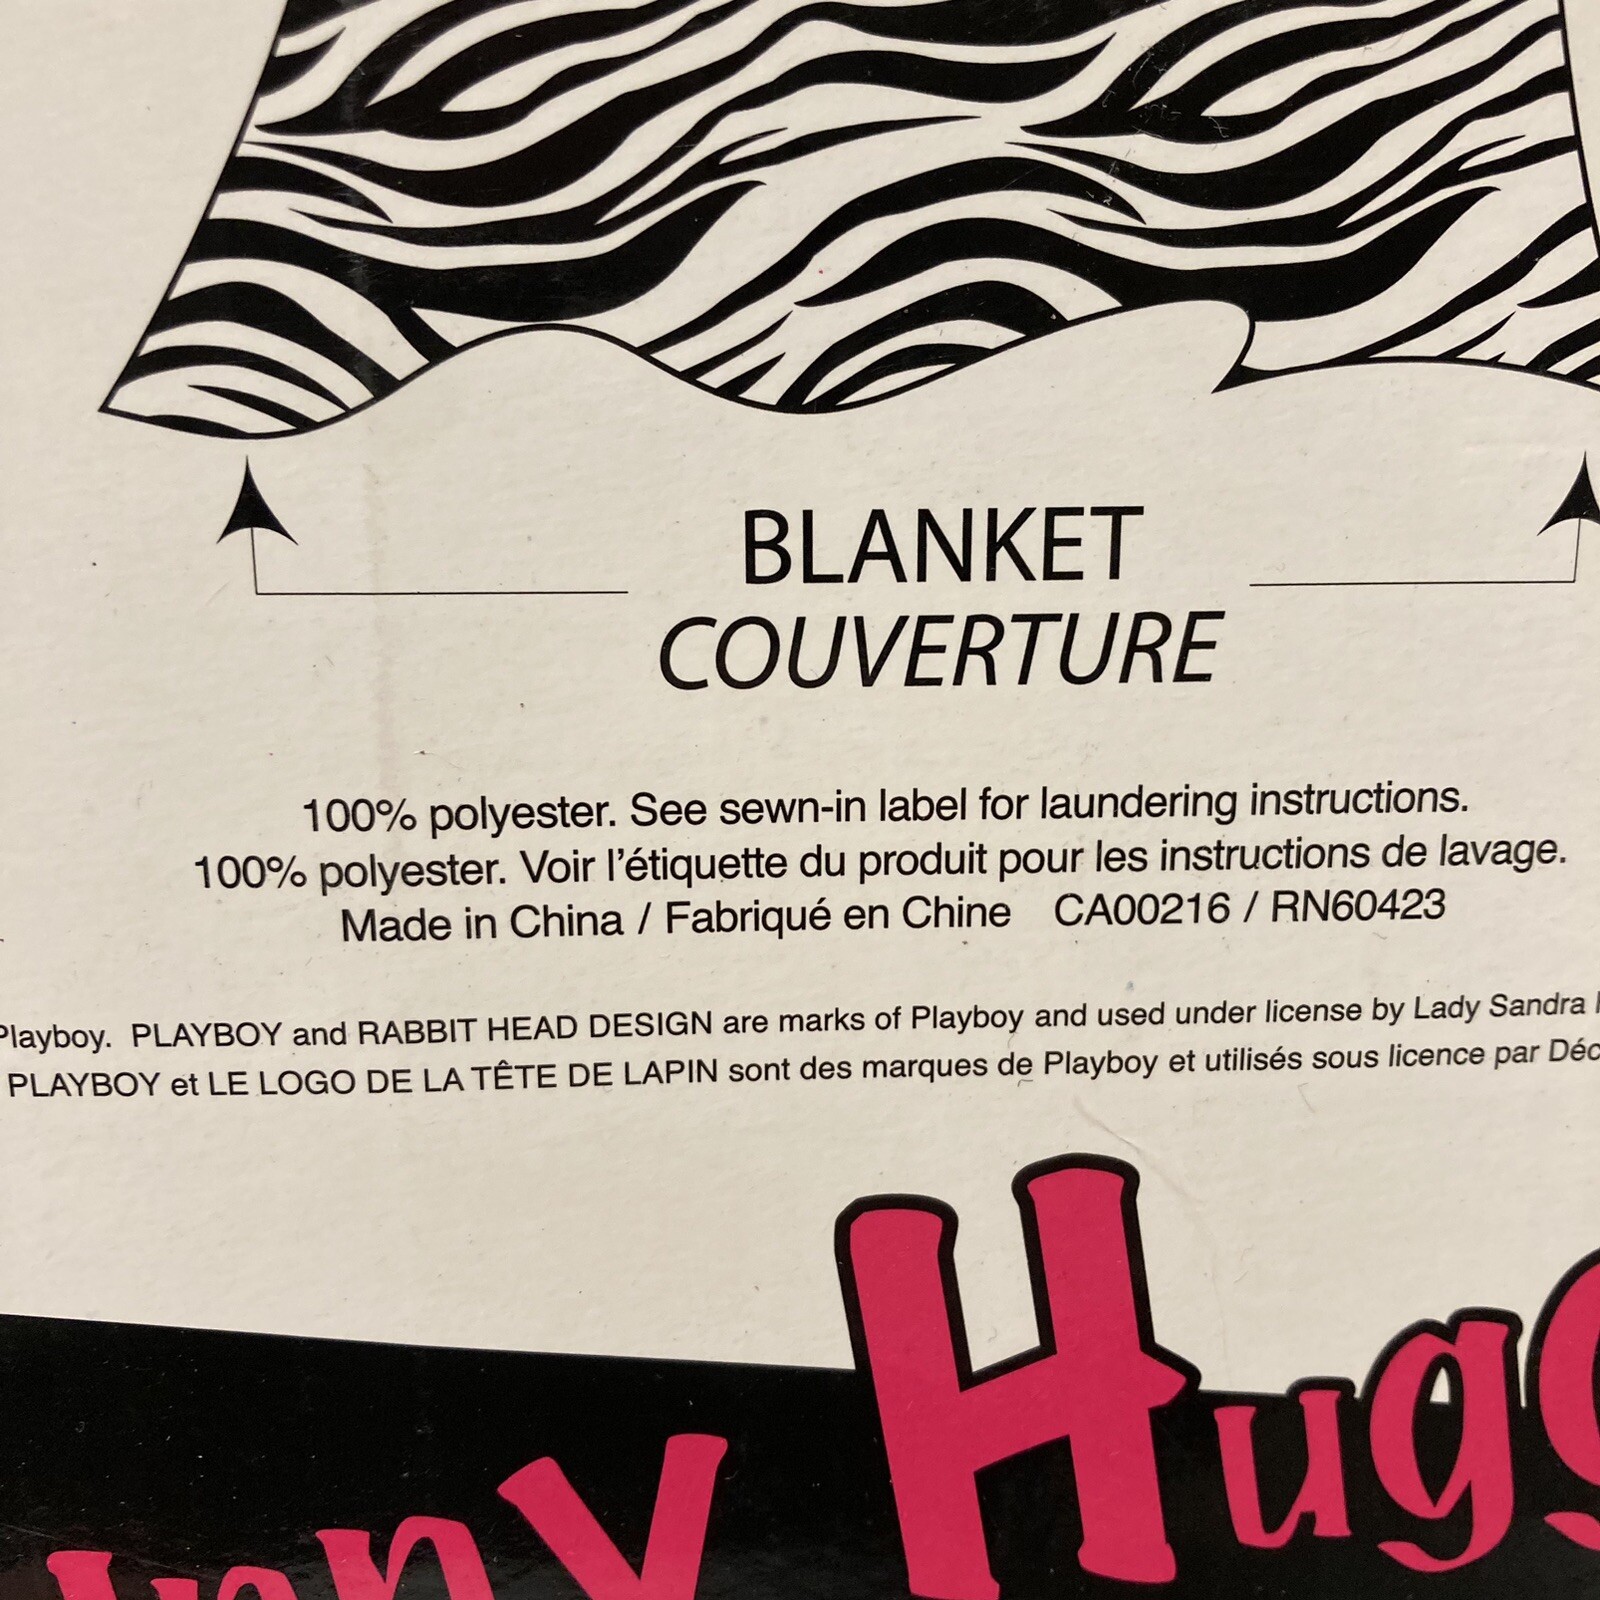 BLANKET
COUVERTURE
100% polyester. See sewn-in label for laundering instructions.
100% polyester. Voir l'étiquette du produit pour les instructions de lavage.
Made in China / Fabriqué en Chine CA00216 / RN60423
Playboy. PLAYBOY and RABBIT HEAD DESIGN are marks of Playboy and used under license by Lady Sandra
PLAYBOY et LE LOGO DE LA TÊTE DE LAPIN sont des marques de Playboy et utilisés sous licence par Déc
Hugg